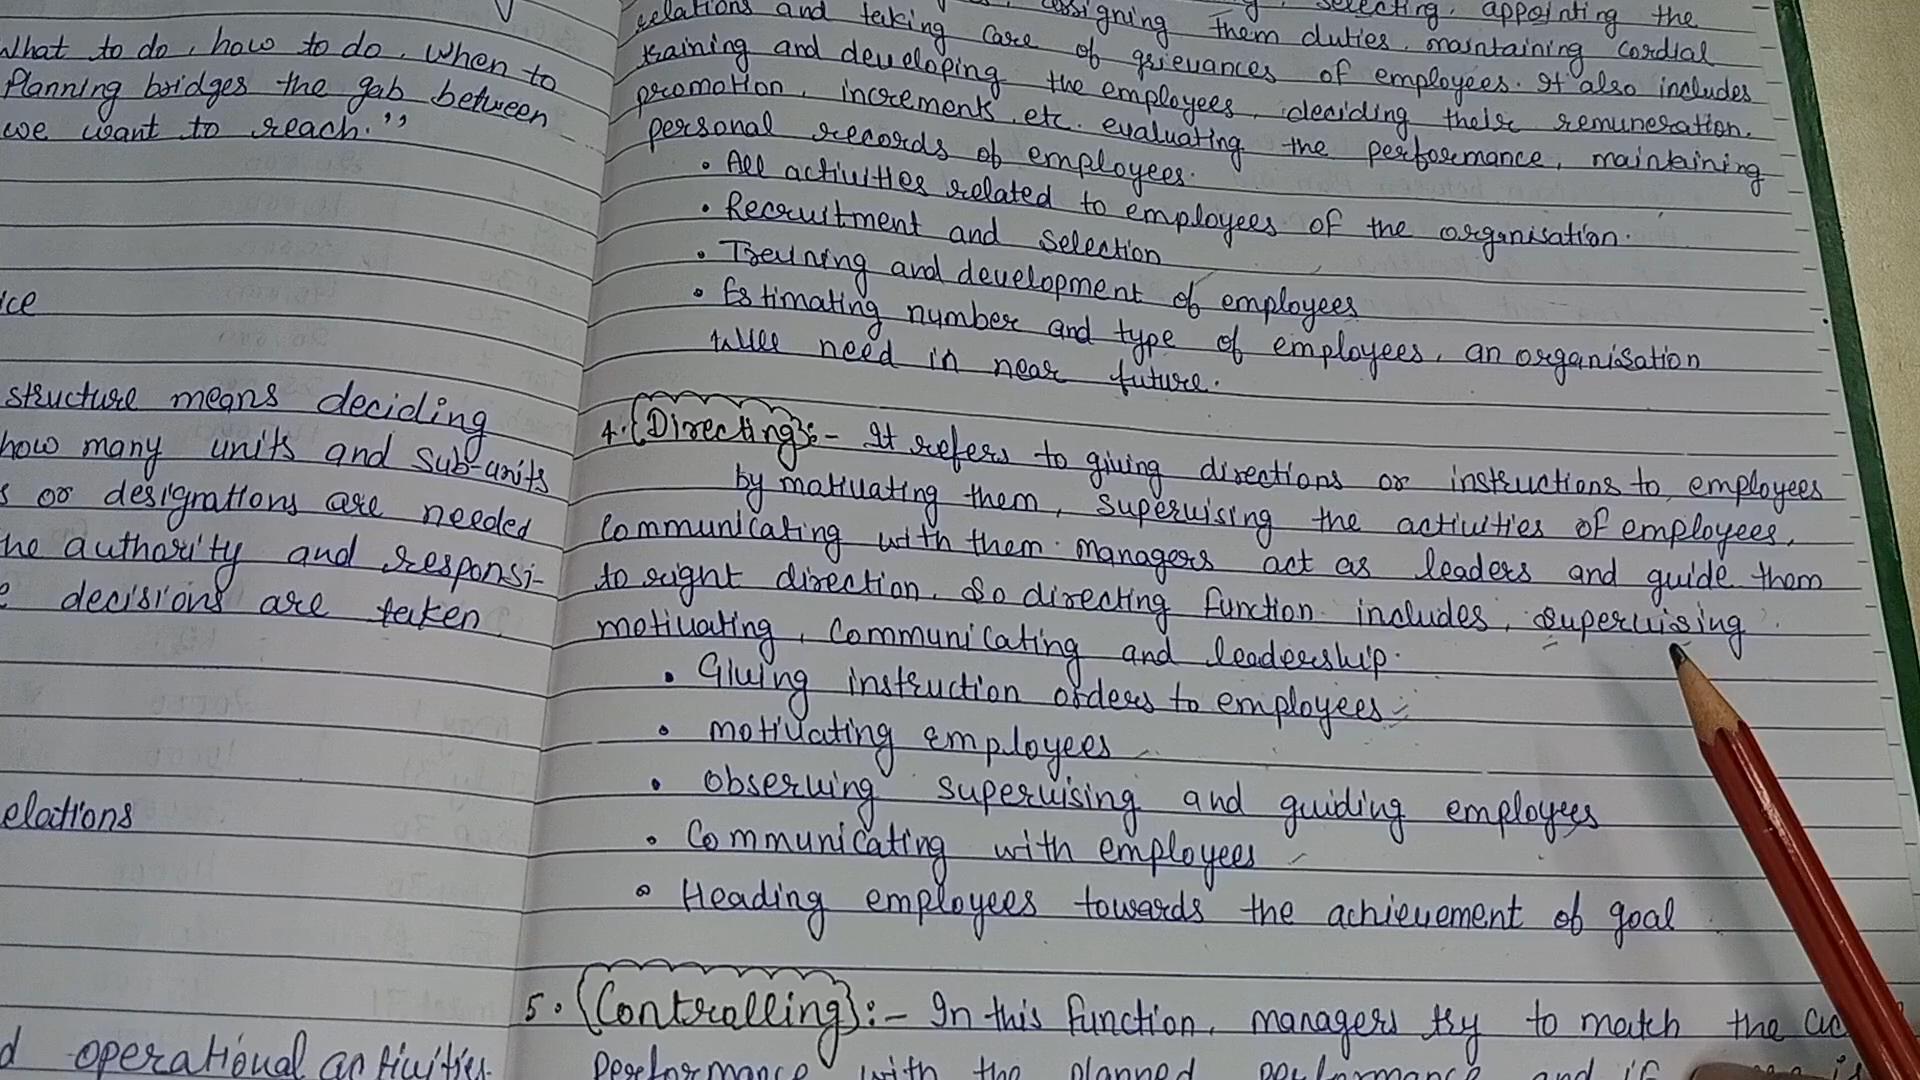 What to do, how to do, when to
Planning bridges the gab between
we want to reach."
ice
structure means deciding
how many units and sub-units
s or designations are needed
he authority and responsi-
e decisions are taken
elations
d operational activities.
selecting, appointing the
assigning them duties, maintaining cordial
relations and taking care of grievances of employees. It also includes
training and developing the employees, deciding their remuneration.
promotion, increments etc. evaluating the performance, maintaining
personal records of employees.
• All activities related to employees of the organisation.
• Recruitment and selection
• Training and development of employees
• Estimating number and type of employees, an organisation
will need in near future.
4. {Directing}:- It refers to giving directions or instructions to employees
by motivating them, supervising the activities of employees,
communicating with them. managers act as leaders and guide them
to right direction. So directing function includes, supervising
motivating, communicating and leadership.
• Giving instruction orders to employees
• motivating employees
• observing supervising and guiding employees
• Communicating with employees
• Heading employees towards the achievement of goal
5. {Controlling}:- In this function, managers try to match the
performance with the planned performance and if